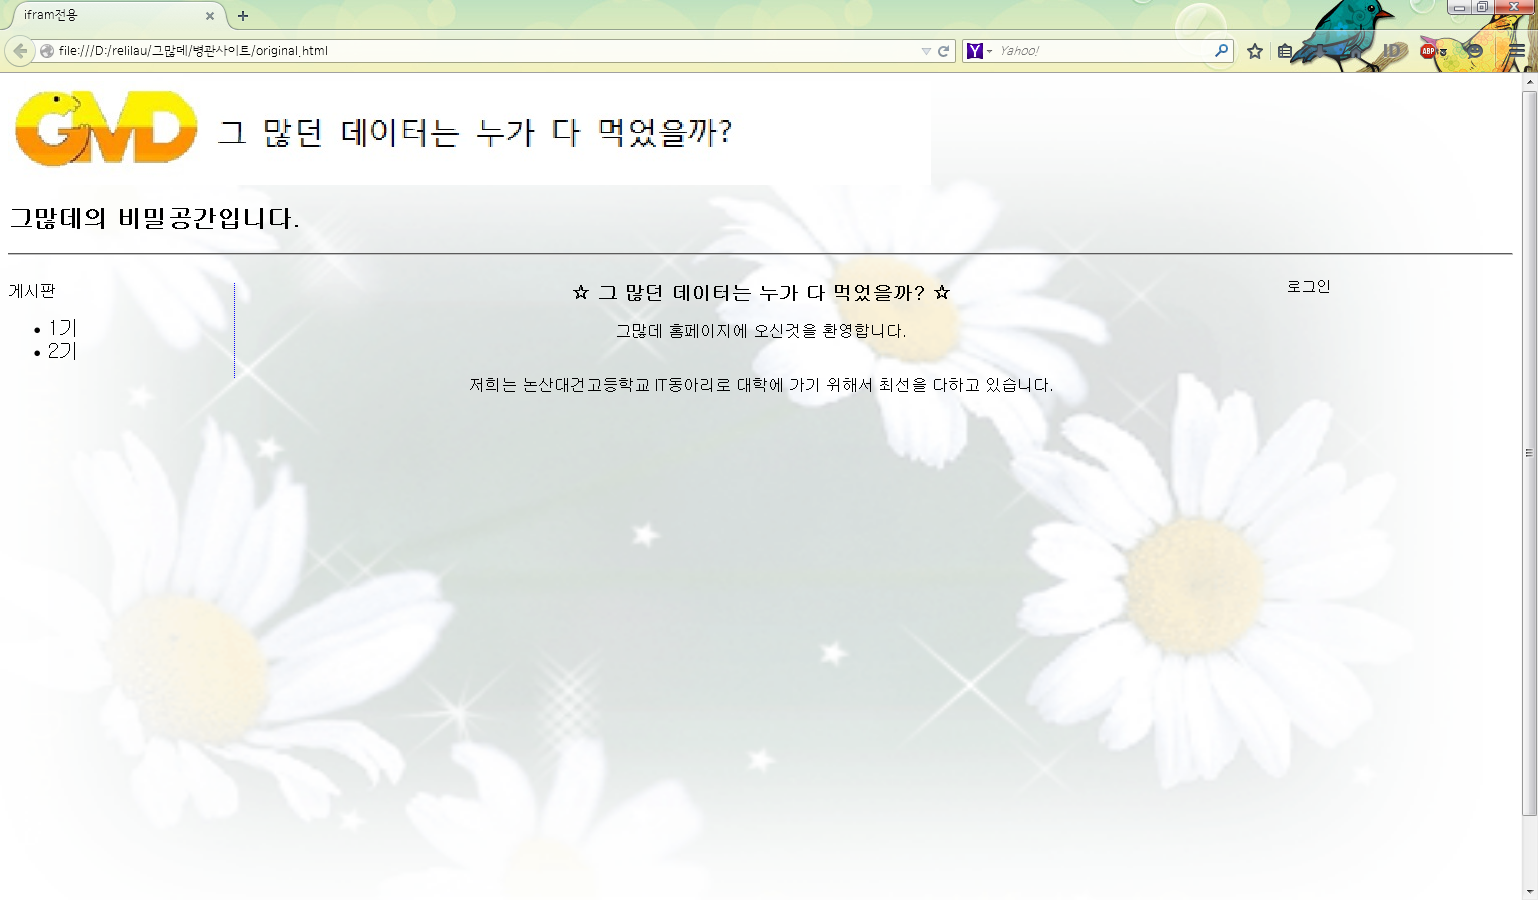 ifram전용
file:///D:/relilau/그많데/병관사이트/original.html
Yahoo!
ABP
GMD 그 많던 데이터는 누가 다 먹었을까?
그많데의 비밀공간입니다.
게시판
• 1기
• 2기
☆ 그 많던 데이터는 누가 다 먹었을까? ☆
그많데 홈페이지에 오신것을 환영합니다.
저희는 논산대건고등학교 IT동아리로 대학에 가기 위해서 최선을 다하고 있습니다.
로그인